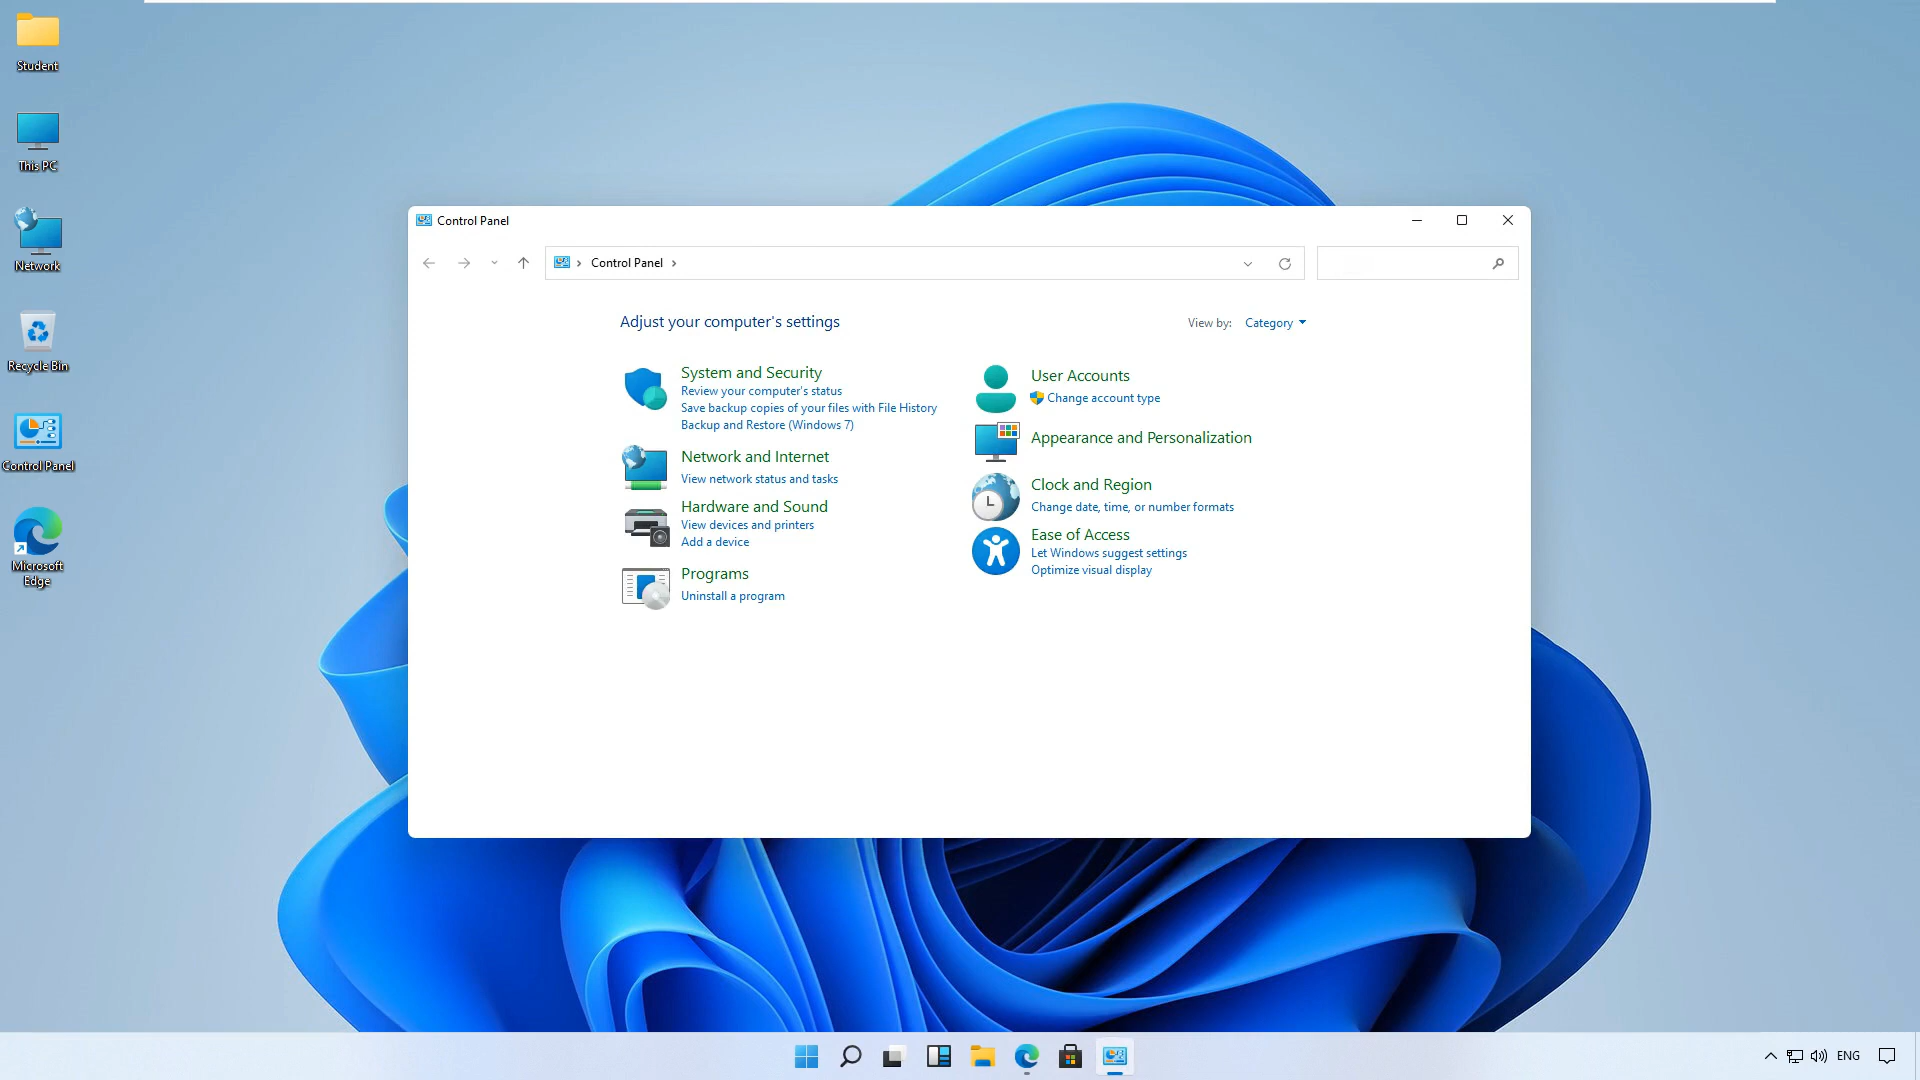 Student
This PC
Network
Recycle Bin
Control Panel
Microsoft
Edge
Control Panel
Control Panel
Adjust your computer's settings
View by: Category
System and Security
Review your computer's status
Save backup copies of your files with File History
Backup and Restore (Windows 7)
Network and Internet
View network status and tasks
Hardware and Sound
View devices and printers
Add a device
Programs
Uninstall a program
User Accounts
Change account type
Appearance and Personalization
Clock and Region
Change date, time, or number formats
Ease of Access
Let Windows suggest settings
Optimize visual display
ENG